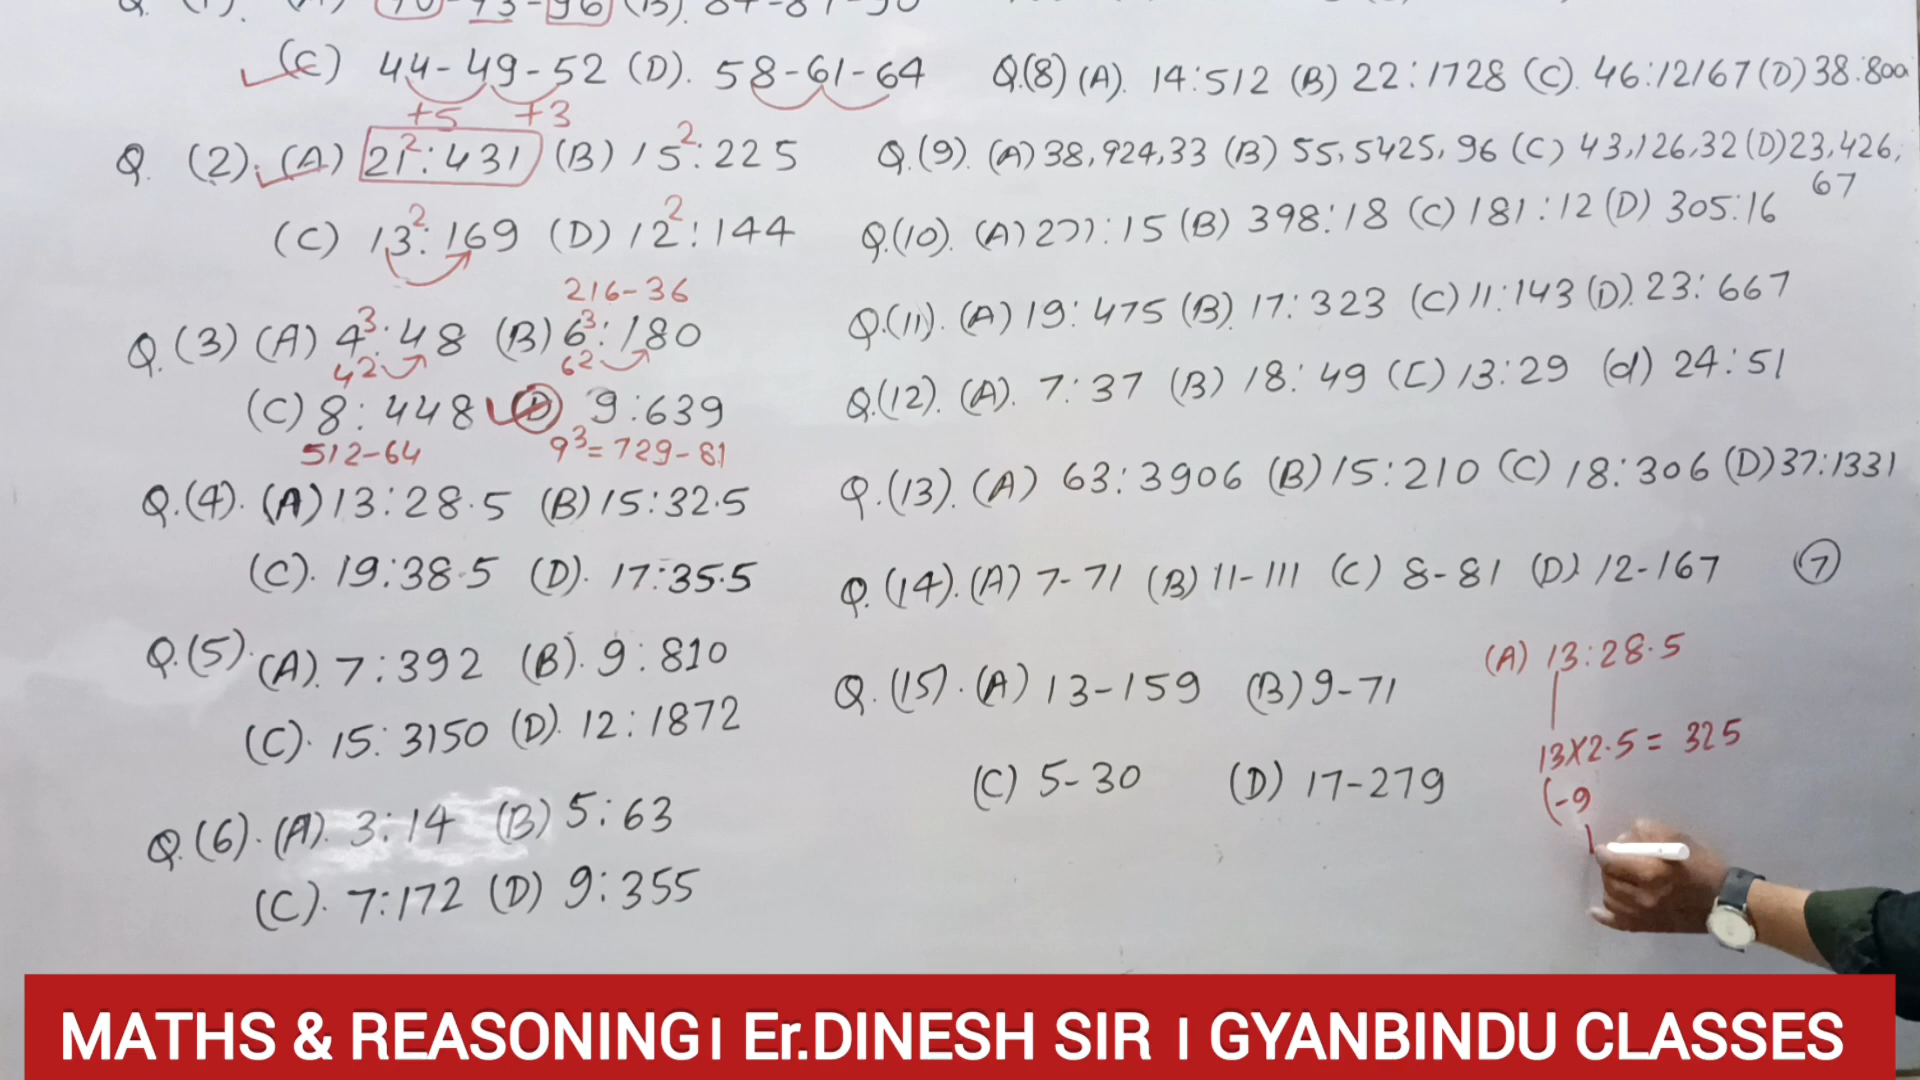 (C) 44-49-52 (D). 58-61-64
+5 +3
Q. (2). (A) 21²:431 (B) 15²:225
(C) 13²:169 (D) 12²:144
216-36
Q.(3) (A) 4³:48 (B) 6³:180
4² 6²
(C) 8:448 (D) 9:639
512-64 9³=729-81
Q.(4). (A) 13:28.5 (B) 15:32.5
(C). 19:38.5 (D). 17:35.5
Q.(5). (A). 7:392 (B). 9:810
(C). 15:3150 (D). 12:1872
Q.(6). (A). 3:14 (B) 5:63
(C). 7:172 (D) 9:355
Q.(8) (A). 14:512 (B) 22:1728 (C). 46:12167 (D) 38:800
Q.(9). (A) 38,924,33 (B) 55,5425,96 (C) 43,126,32 (D) 23,426,
67
Q.(10). (A) 271:15 (B) 398:18 (C) 181:12 (D) 305:16
Q.(11). (A) 19:475 (B). 17:323 (C) 11:143 (D). 23:667
Q.(12). (A). 7:37 (B) 18:49 (C) 13:29 (d) 24:51
Q.(13). (A) 63:3906 (B) 15:210 (C) 18:306 (D) 37:1331
Q.(14). (A) 7-71 (B) 11-111 (C) 8-81 (D) 12-167 7
Q.(15). (A) 13-159 (B) 9-71
(C) 5-30 (D) 17-279
(A) 13:28.5
13X2.5= 325
(-9
MATHS & REASONING। Er.DINESH SIR । GYANBINDU CLASSES